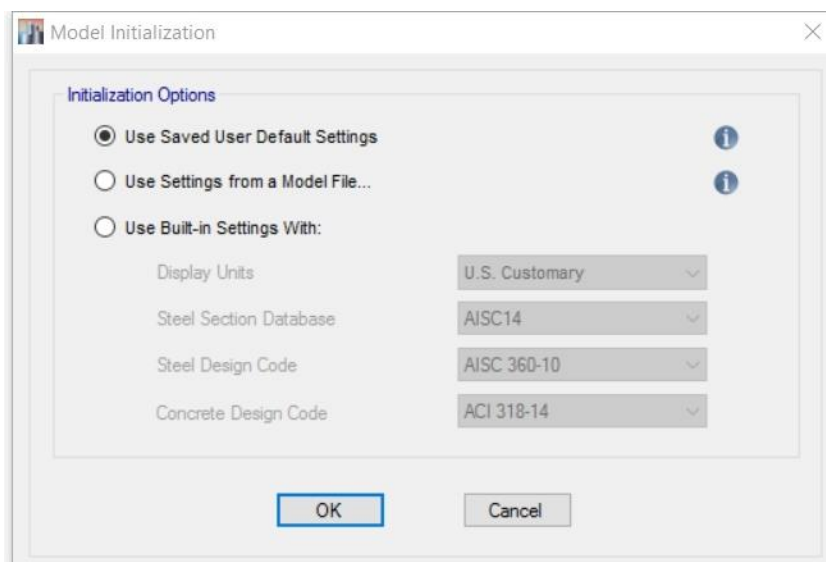 Model Initialization
Initialization Options
Use Saved User Default Settings
Use Settings from a Model File...
Use Built-in Settings With:
Display Units U.S. Customary
Steel Section Database AISC14
Steel Design Code AISC 360-10
Concrete Design Code ACI 318-14
OK Cancel